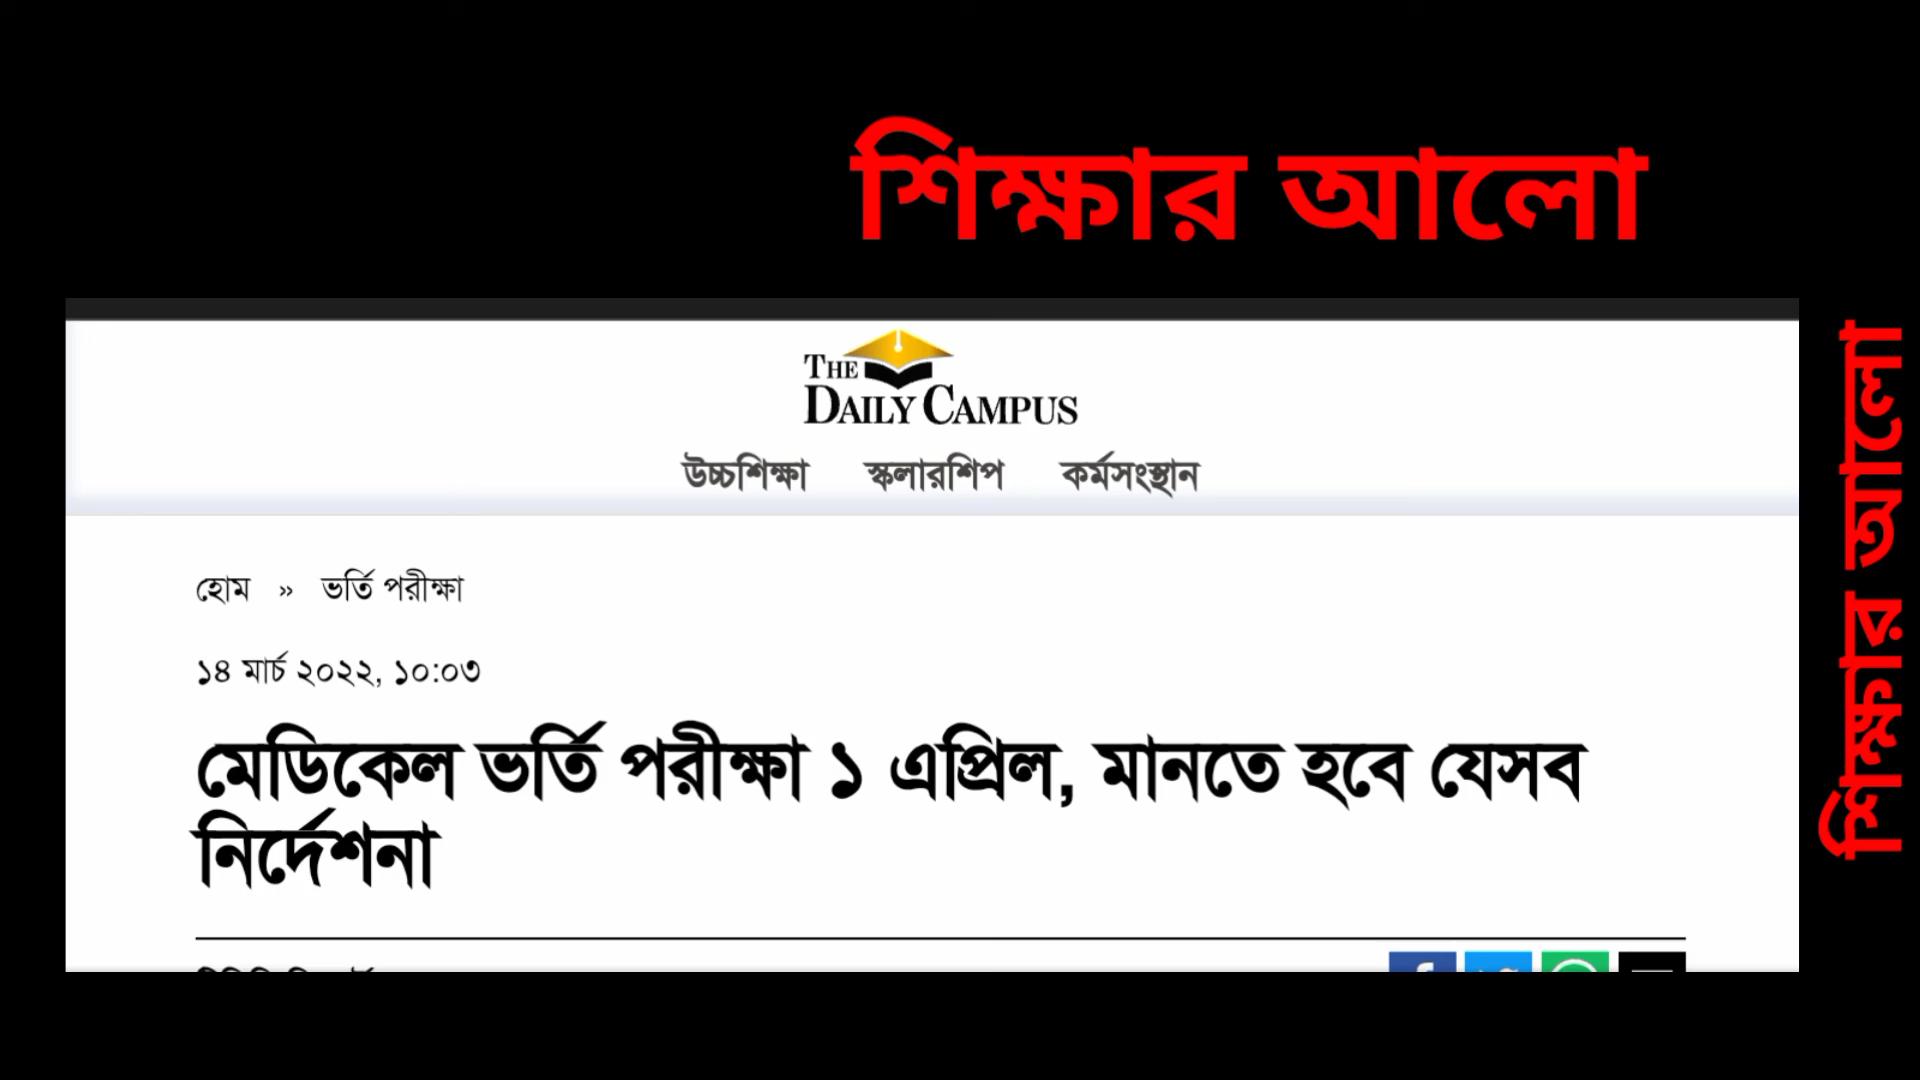 শিক্ষার আলো
THE
DAILY CAMPUS
উচ্চশিক্ষা স্কলারশিপ কর্মসংস্থান
হোম » ভর্তি পরীক্ষা
১৪ মার্চ ২০২২, ১০:০৩
মেডিকেল ভর্তি পরীক্ষা ১ এপ্রিল, মানতে হবে যেসব
নির্দেশনা
শিক্ষার আলো